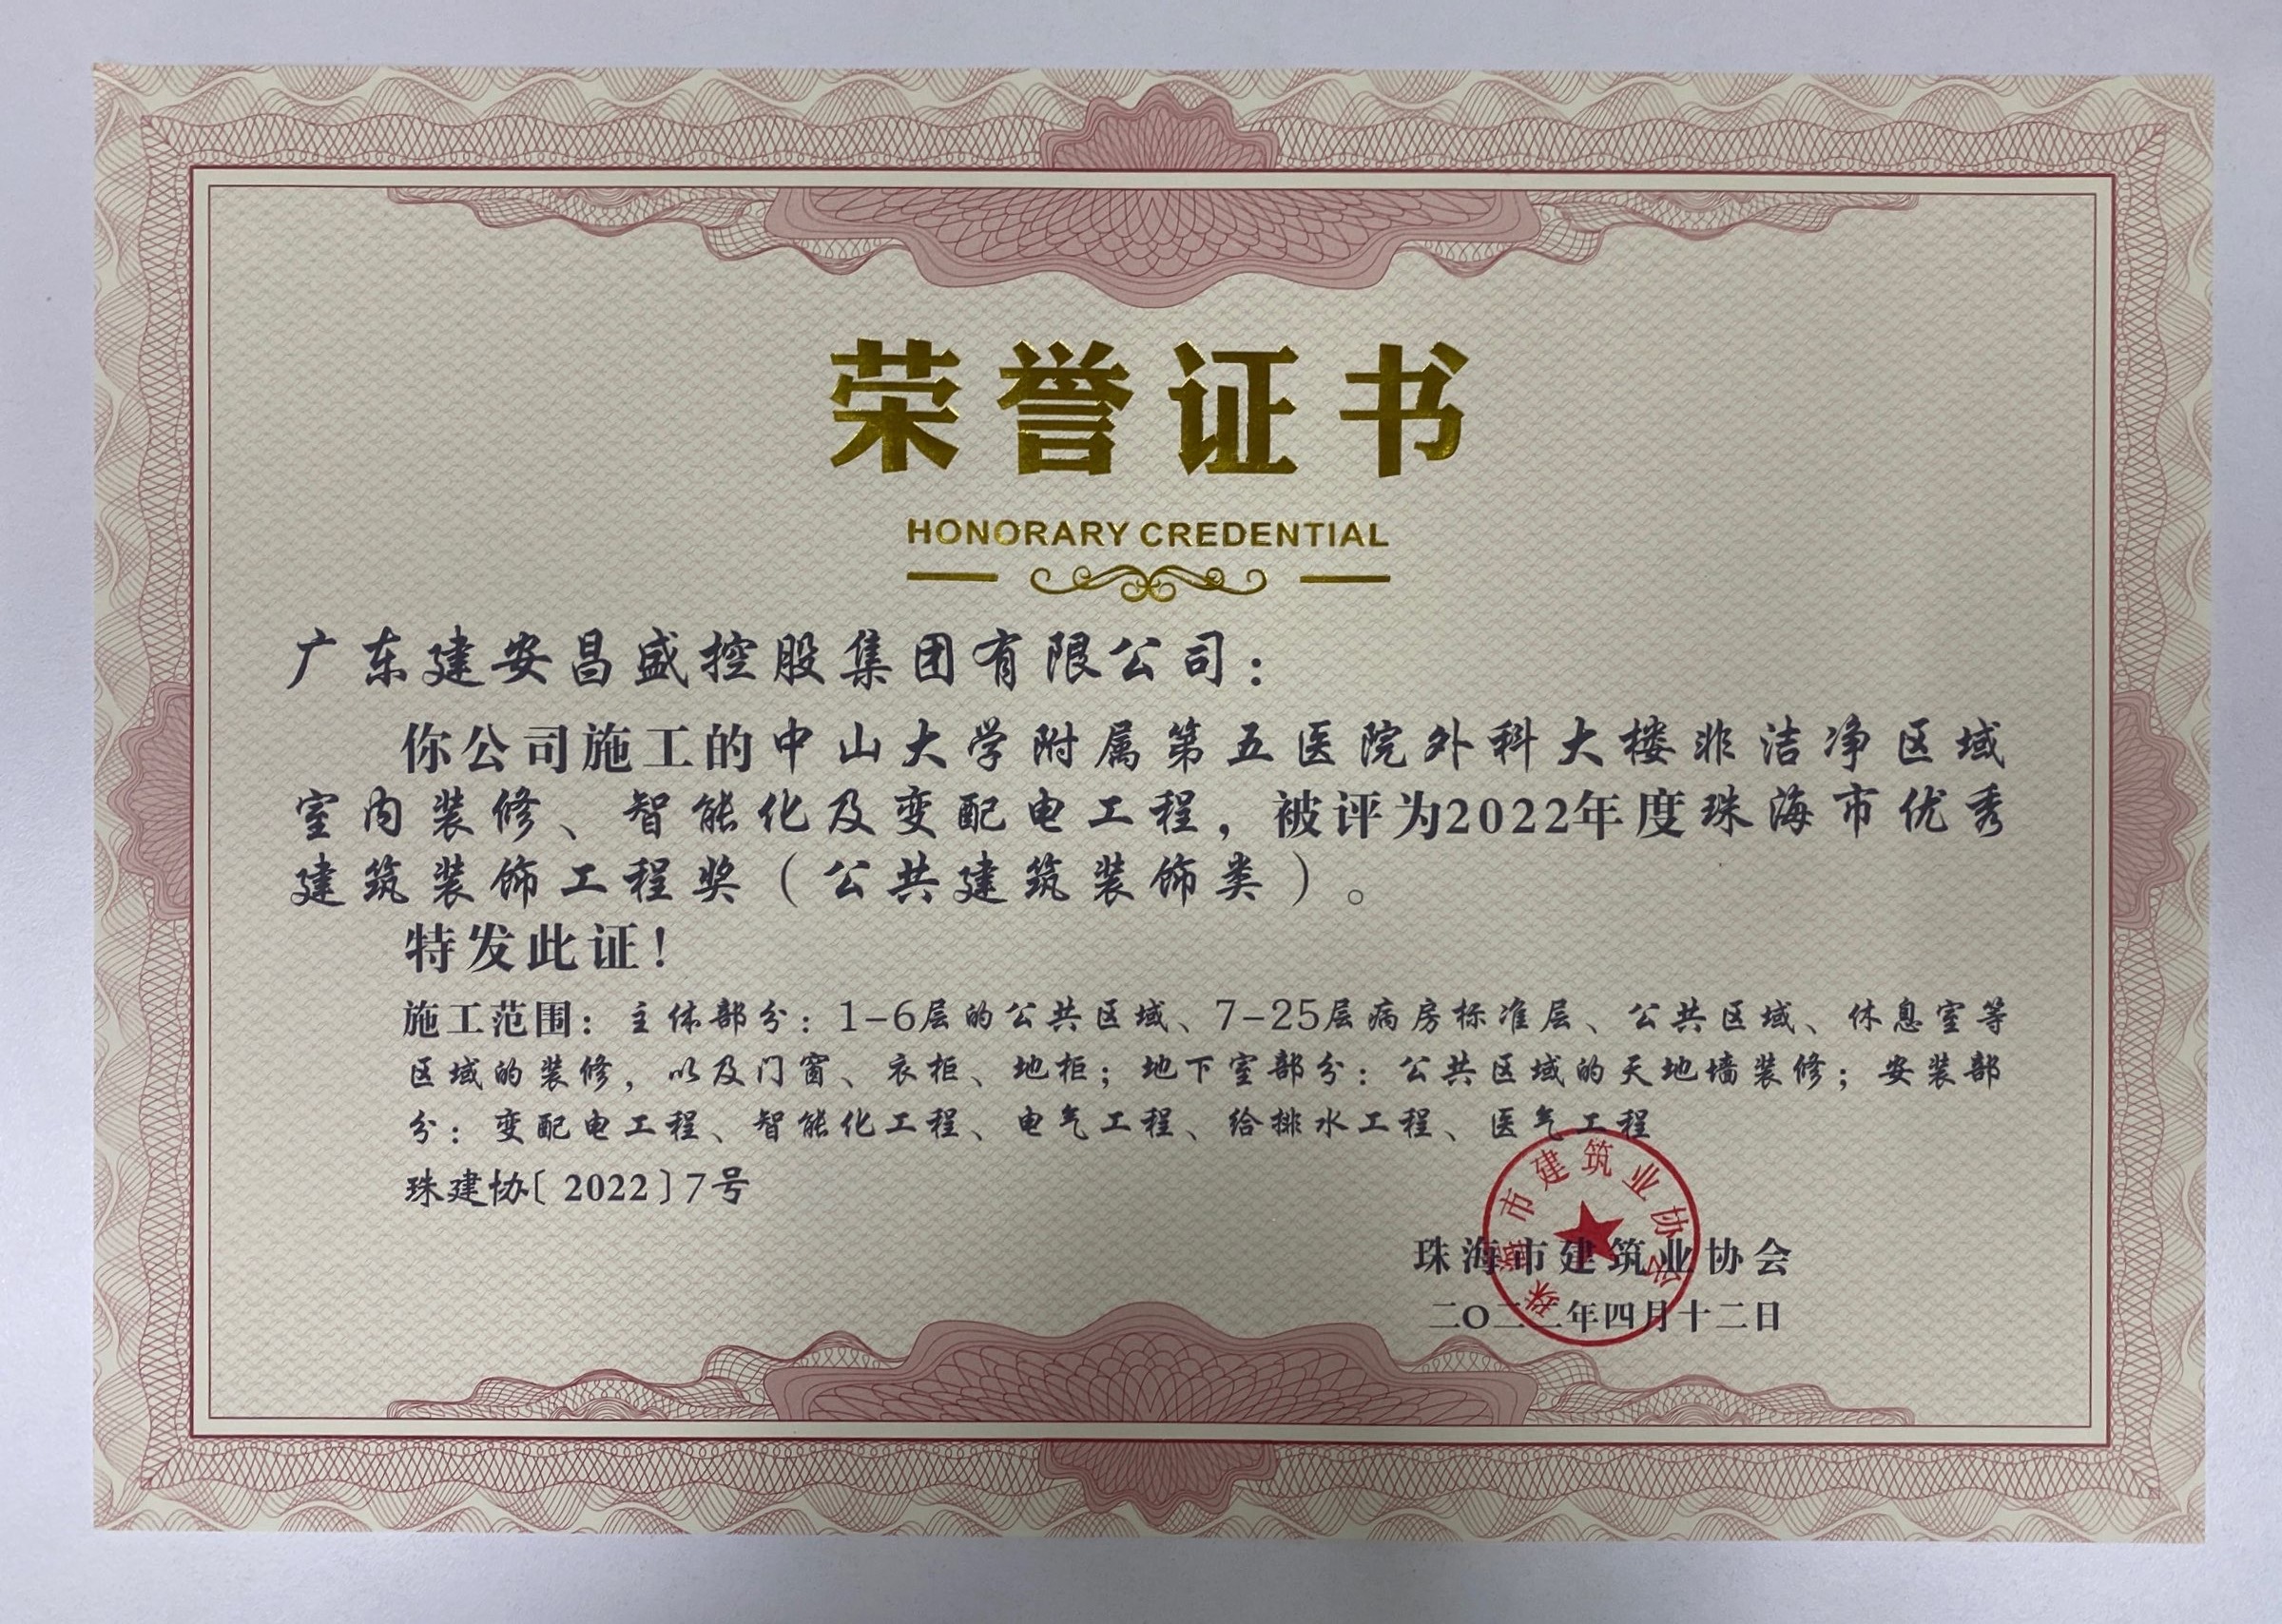 荣誉证书
HONORARY CREDENTIAL
广东建安昌盛控股集团有限公司：
你公司施工的中山大学附属第五医院外科大楼非洁净区域
室内装修、智能化及变配电工程，被评为2022年度珠海市优秀
建筑装饰工程奖（公共建筑装饰类）。
特发此证！
施工范围：主体部分：1-6层的公共区域、7-25层病房标准层、公共区域、休息室等
区域的装修，以及门窗、衣柜、地柜；地下室部分：公共区域的天地墙装修；安装部
分：变配电工程、智能化工程、电气工程、给排水工程、医气工程
珠建协〔2022〕7号
珠海市建筑业协会
珠海市建筑业协会
二〇二二年四月十二日